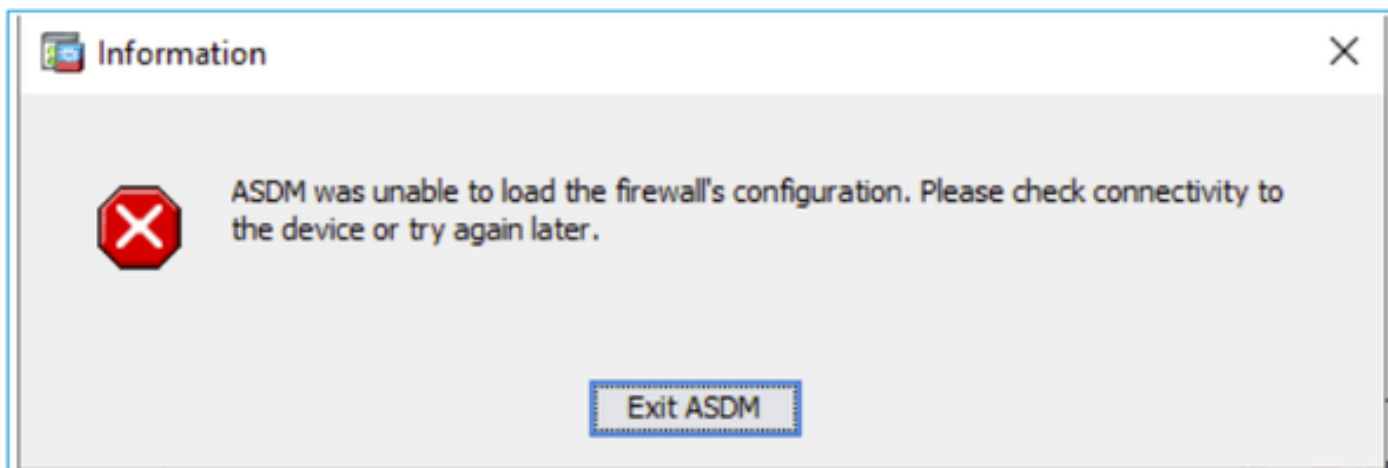 Information
ASDM was unable to load the firewall's configuration. Please check connectivity to
the device or try again later.
Exit ASDM